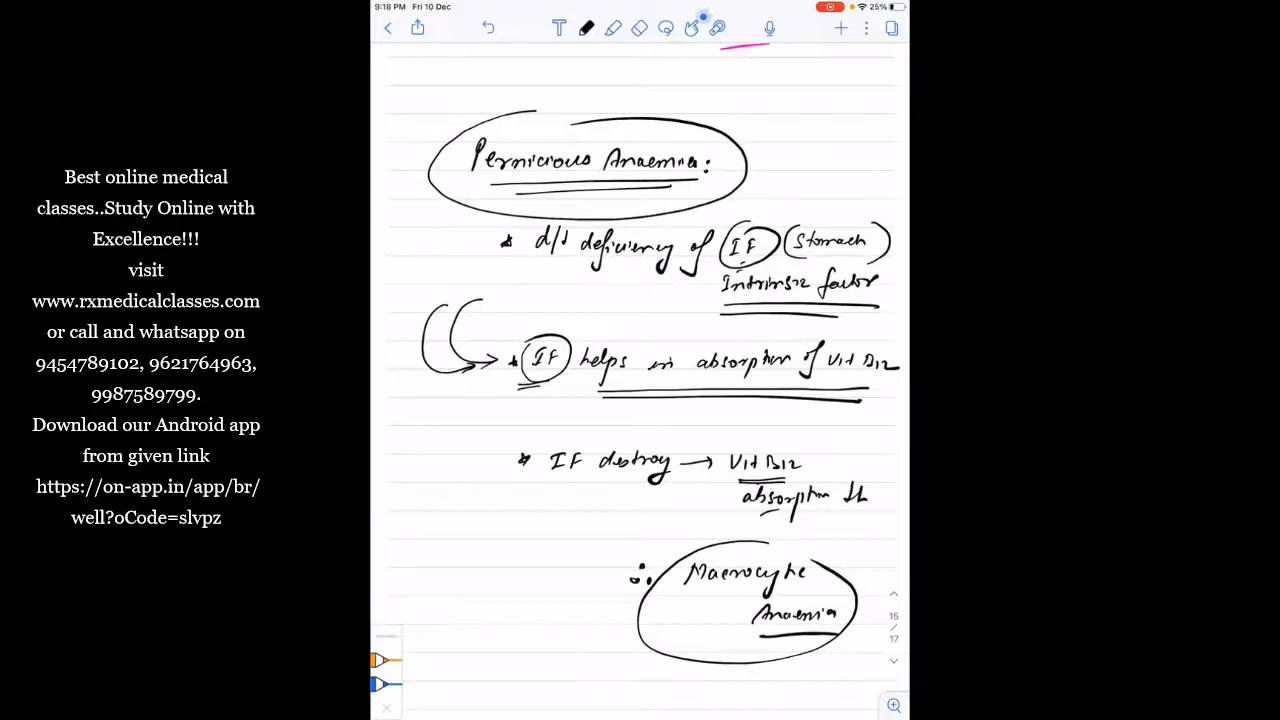 9:18 PM Fri 10 Dec
25%
Best online medical
classes..Study Online with
Excellence!!!
visit
www.rxmedicalclasses.com
or call and whatsapp on
9454789102, 9621764963,
9987589799.
Download our Android app
from given link
https://on-app.in/app/br/
well?oCode=slvpz
Pernicious Anaemia:
* d/t deficiency of IF (Stomach)
Intrinsic factor
* IF helps in absorption of Vit B12
* IF destroy → Vit B12
absorption ↓↓
∴ Macrocytic
Anaemia
15
/
17